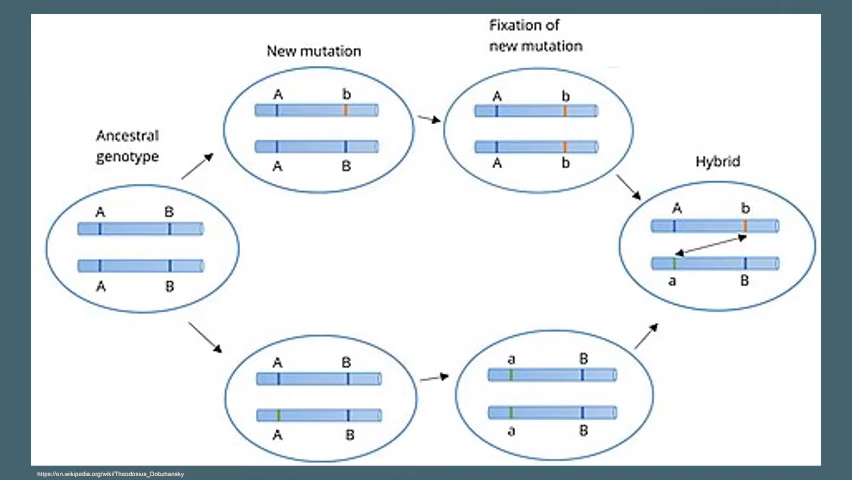 Fixation of
new mutation
New mutation
A b
A B
A b
A b
Ancestral
genotype
A B
A B
Hybrid
A b
a B
A B
A B
a B
a B
https://en.wikipedia.org/wiki/Theodosius_Dobzhansky